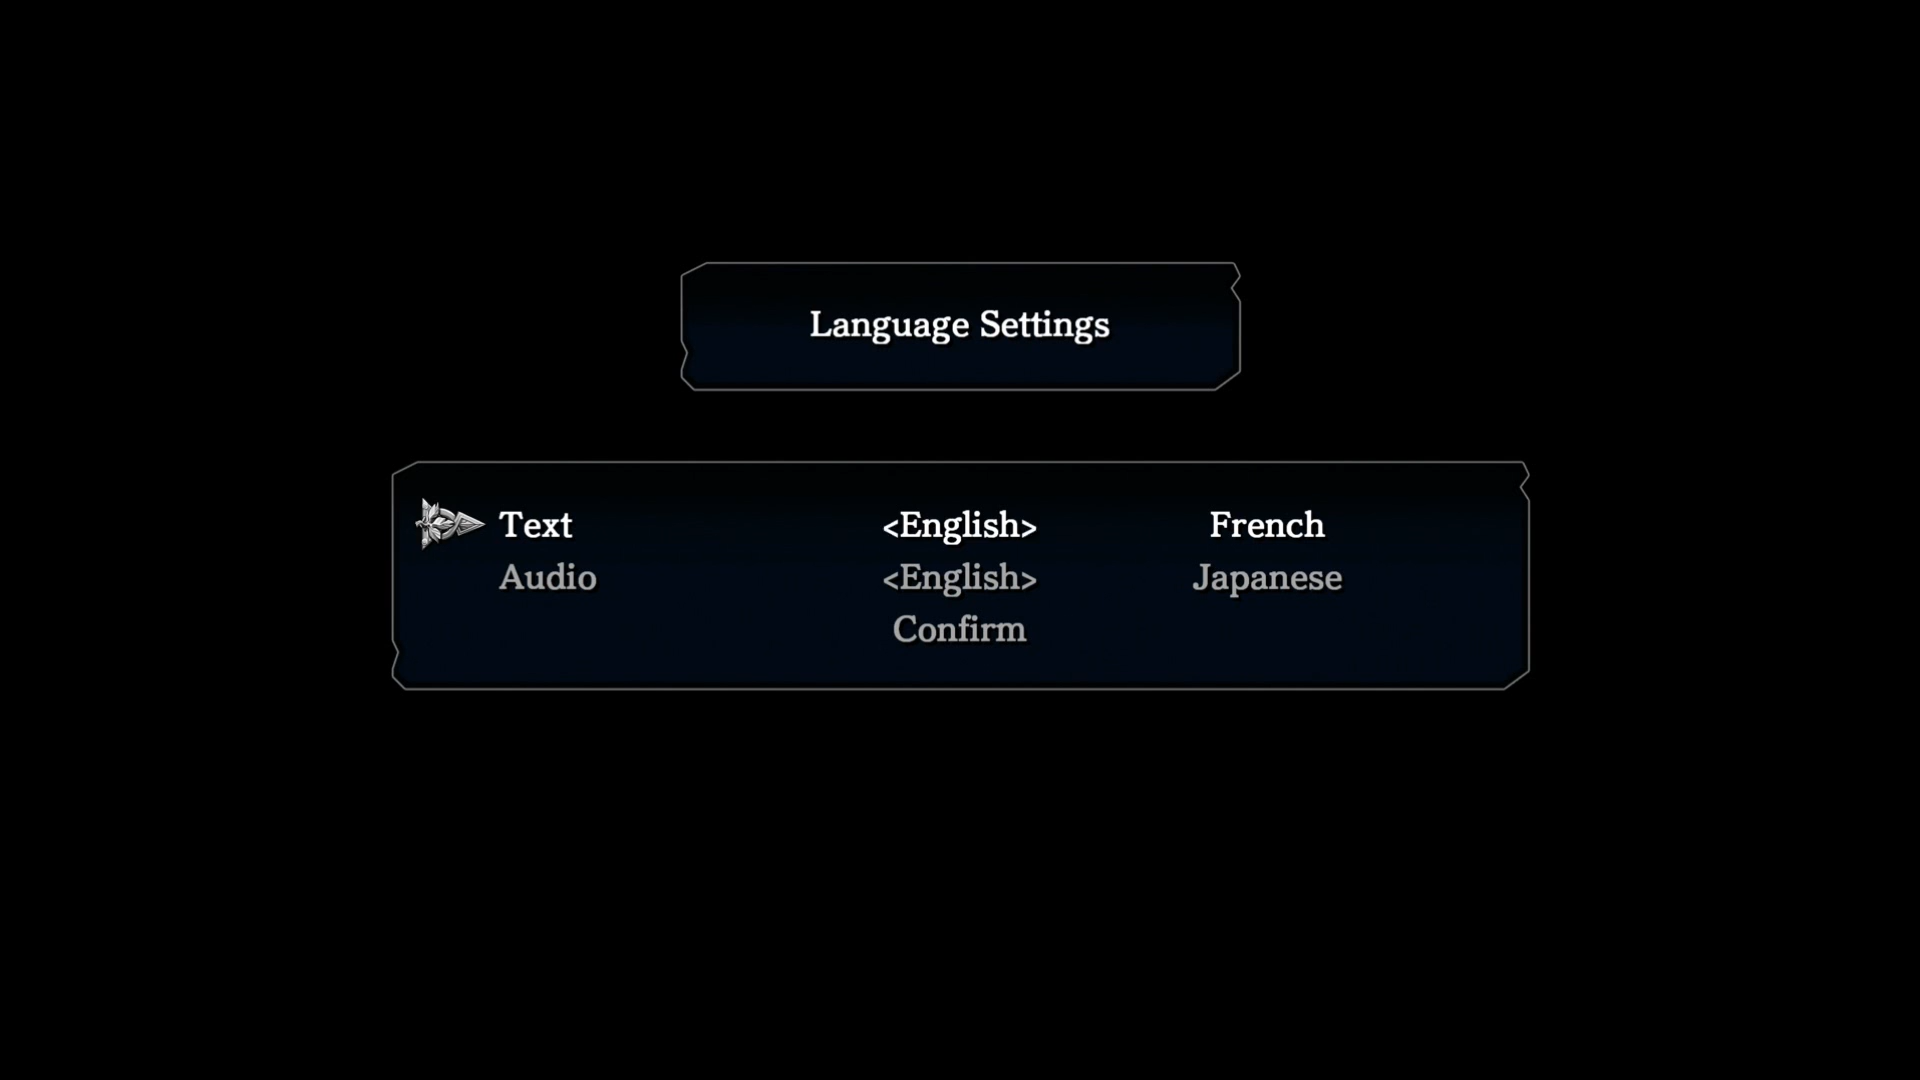 Language Settings
Text <English> French
Audio <English> Japanese
Confirm